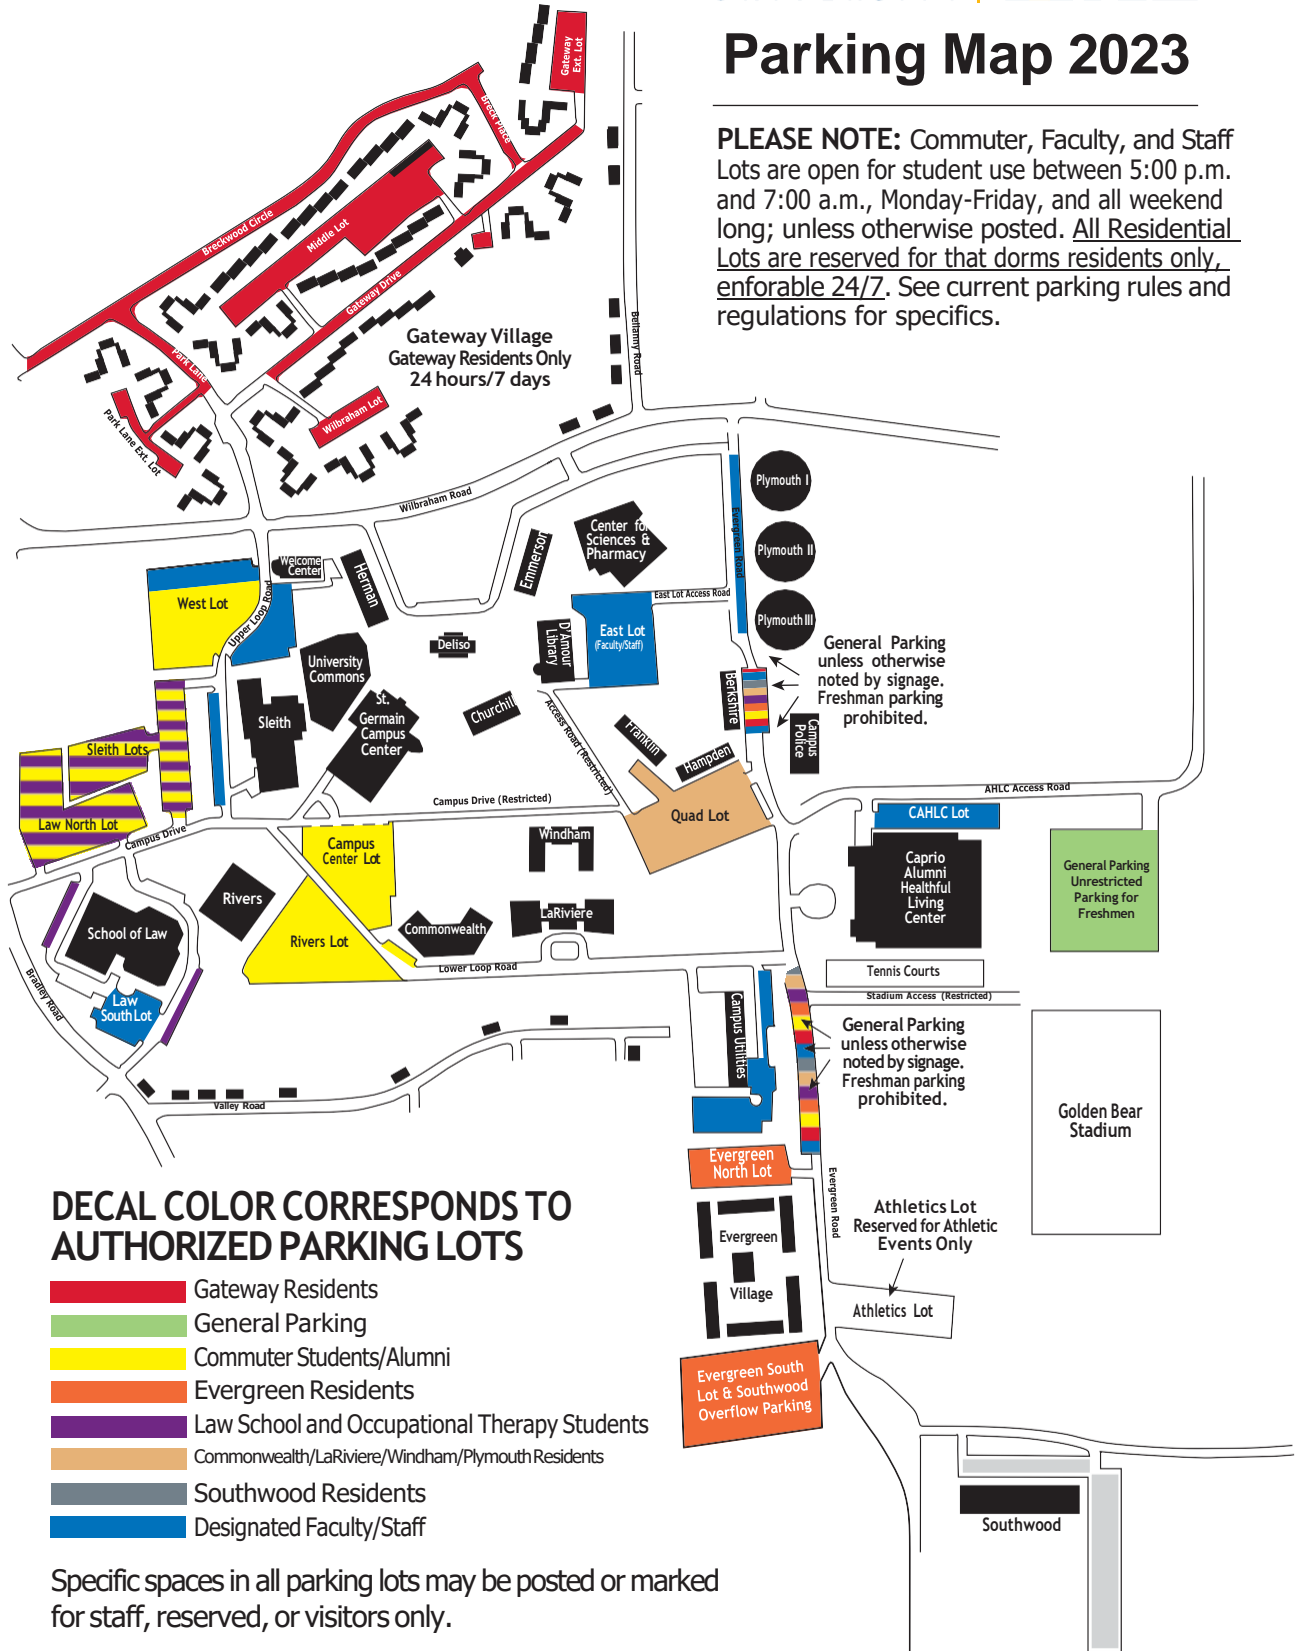 Parking Map 2023
PLEASE NOTE: Commuter, Faculty, and Staff
Lots are open for student use between 5:00 p.m.
and 7:00 a.m., Monday-Friday, and all weekend
long; unless otherwise posted. All Residential
Lots are reserved for that dorms residents only,
enforable 24/7. See current parking rules and
regulations for specifics.
Gateway
Ext. Lot
Breck Place
Breckwood Circle
Middle Lot
Gateway Drive
Gateway Village
Gateway Residents Only
24 hours/7 days
Bellamy Road
Park Lane
Wilbraham Lot
Park Lane Ext. Lot
Wilbraham Road
Plymouth I
Plymouth II
Plymouth III
Evergreen Road
Center for
Sciences &
Pharmacy
Emmerson
Welcome
Center
Herman
West Lot
Upper Loop Road
East Lot Access Road
East Lot
(Faculty/Staff)
D'Amour
Library
Deliso
University
Commons
General Parking
unless otherwise
noted by signage.
Freshman parking
prohibited.
Berkshire
Campus
Police
St.
Germain
Campus
Center
Churchill
Sleith
Access Road (Restricted)
Franklin
Hampden
Sleith Lots
Law North Lot
Campus Drive
Campus Drive (Restricted)
Quad Lot
AHLC Access Road
CAHLC Lot
Campus
Center Lot
Windham
Caprio
Alumni
Healthful
Living
Center
General Parking
Unrestricted
Parking for
Freshmen
Rivers
LaRiviere
Commonwealth
School of Law
Rivers Lot
Lower Loop Road
Tennis Courts
Stadium Access (Restricted)
Bradley Road
Law
South Lot
Campus Utilities
General Parking
unless otherwise
noted by signage.
Freshman parking
prohibited.
Valley Road
Golden Bear
Stadium
Evergreen
North Lot
Evergreen Road
Evergreen
Village
Athletics Lot
Reserved for Athletic
Events Only
Athletics Lot
Evergreen South
Lot & Southwood
Overflow Parking
Southwood
DECAL COLOR CORRESPONDS TO
AUTHORIZED PARKING LOTS
Gateway Residents
General Parking
Commuter Students/Alumni
Evergreen Residents
Law School and Occupational Therapy Students
Commonwealth/LaRiviere/Windham/Plymouth Residents
Southwood Residents
Designated Faculty/Staff
Specific spaces in all parking lots may be posted or marked
for staff, reserved, or visitors only.